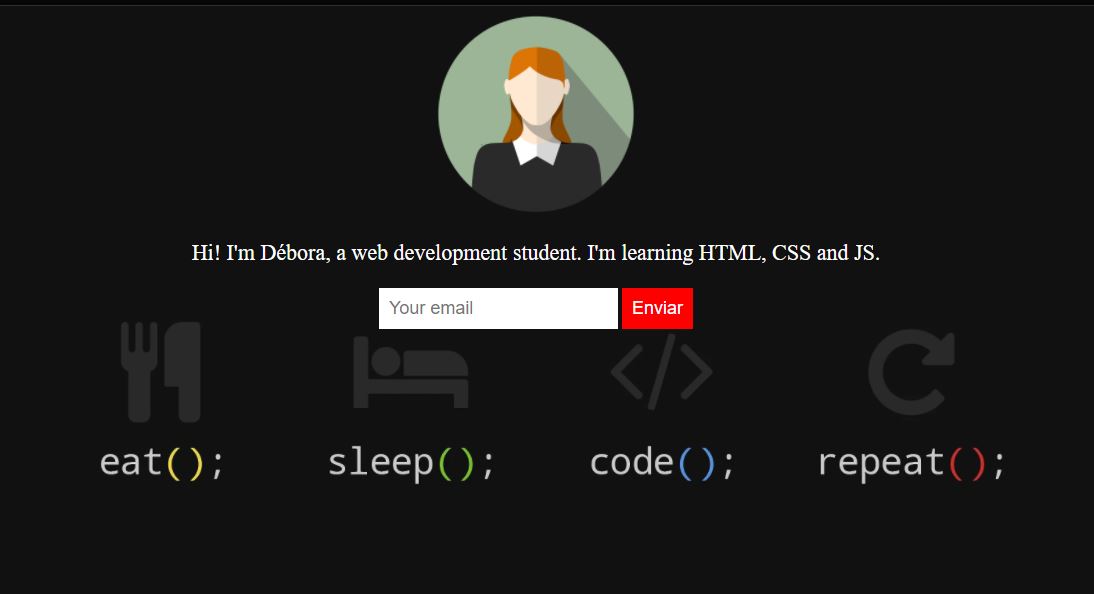 Hi! I'm Débora, a web development student. I'm learning HTML, CSS and JS.
Your email Enviar
</>
eat(); sleep(); code(); repeat();